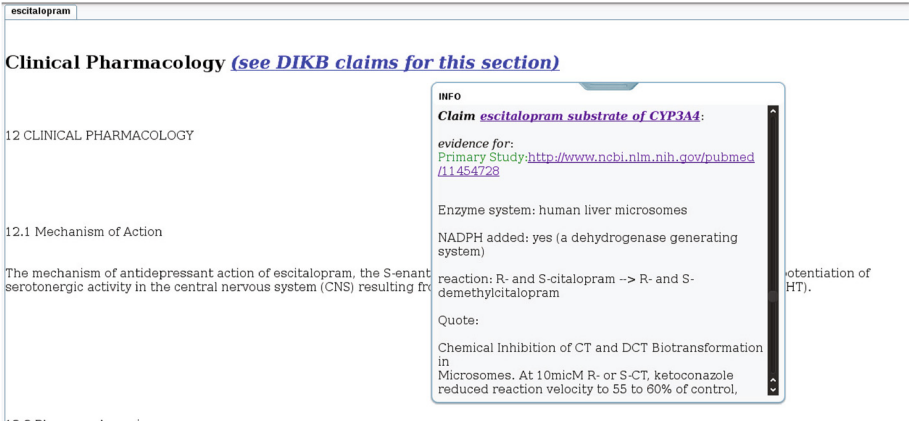 escitalopram
Clinical Pharmacology (see DIKB claims for this section)
INFO
Claim escitalopram substrate of CYP3A4:
evidence for:
Primary Study:http://www.ncbi.nlm.nih.gov/pubmed
/11454728
Enzyme system: human liver microsomes
NADPH added: yes (a dehydrogenase generating
system)
reaction: R- and S-citalopram --> R- and S-
demethylcitalopram
Quote:
Chemical Inhibition of CT and DCT Biotransformation
in
Microsomes. At 10micM R- or S-CT, ketoconazole
reduced reaction velocity to 55 to 60% of control,
12 CLINICAL PHARMACOLOGY
12.1 Mechanism of Action
The mechanism of antidepressant action of escitalopram, the S-enant otentiation of
serotonergic activity in the central nervous system (CNS) resulting fr HT).